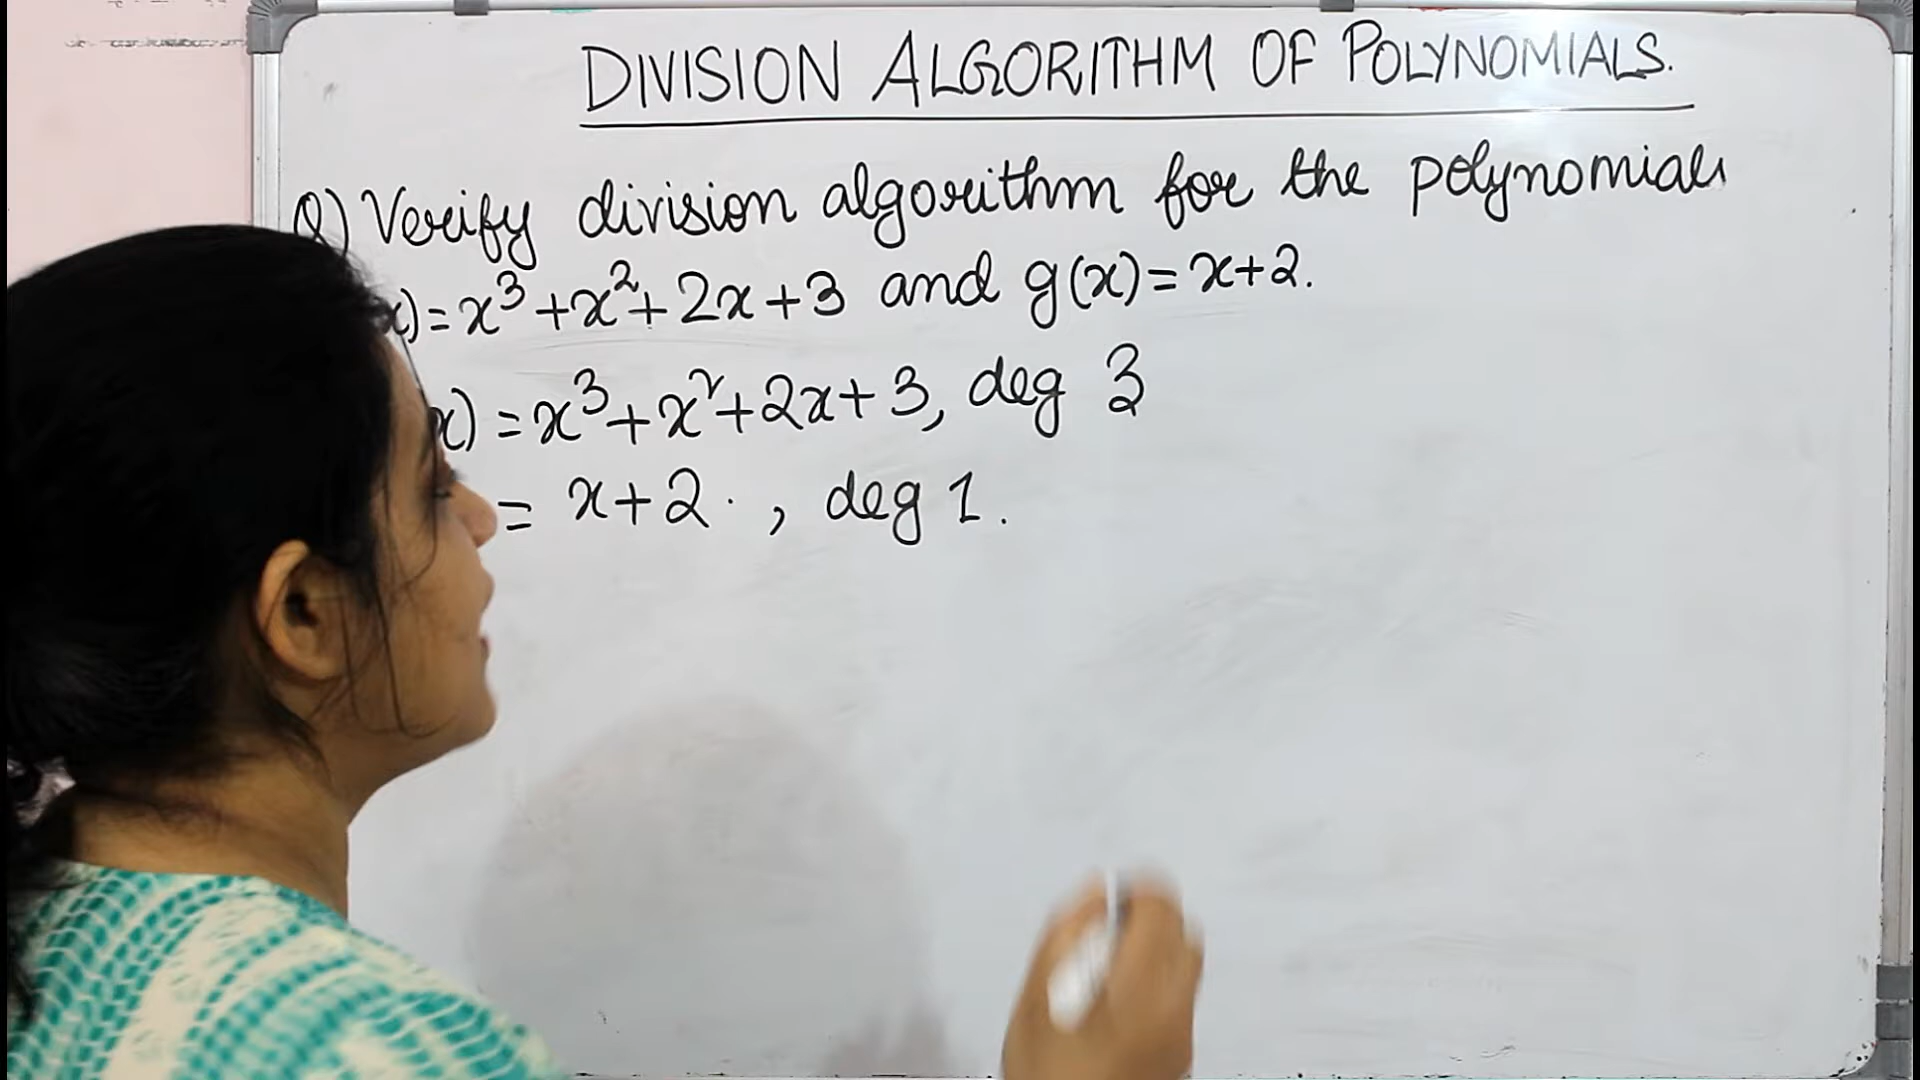 DIVISION ALGORITHM OF POLYNOMIALS.
Q) Verify division algorithm for the polynomials
x)=x³+x²+2x+3 and g(x)=x+2.
x) = x³+x²+2x+3, deg 3
= x+2. , deg 1.